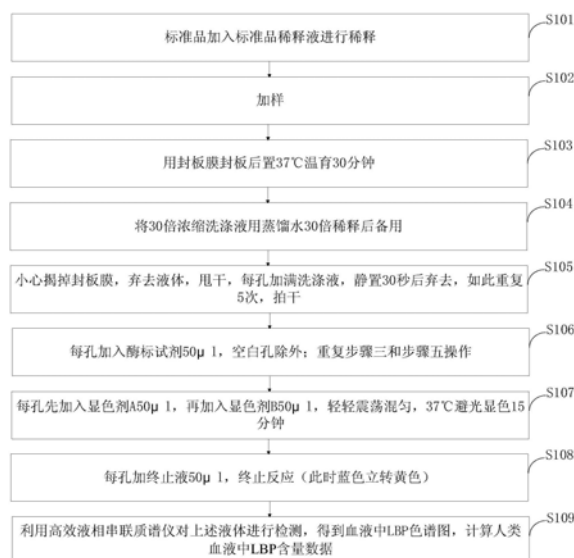 S101
标准品加入标准品稀释液进行稀释
S102
加样
S103
用封板膜封板后置37℃温育30分钟
S104
将30倍浓缩洗涤液用蒸馏水30倍稀释后备用
S105
小心揭掉封板膜，弃去液体，甩干，每孔加满洗涤液，静置30秒后弃去，如此重复
5次，拍干
S106
每孔加入酶标试剂50μ l，空白孔除外；重复步骤三和步骤五操作
S107
每孔先加入显色剂A50μ l，再加入显色剂B50μ l，轻轻震荡混匀，37℃避光显色15
分钟
S108
每孔加终止液50μ l，终止反应（此时蓝色立转黄色）
S109
利用高效液相串联质谱仪对上述液体进行检测，得到血液中LBP色谱图，计算人类
血液中LBP含量数据